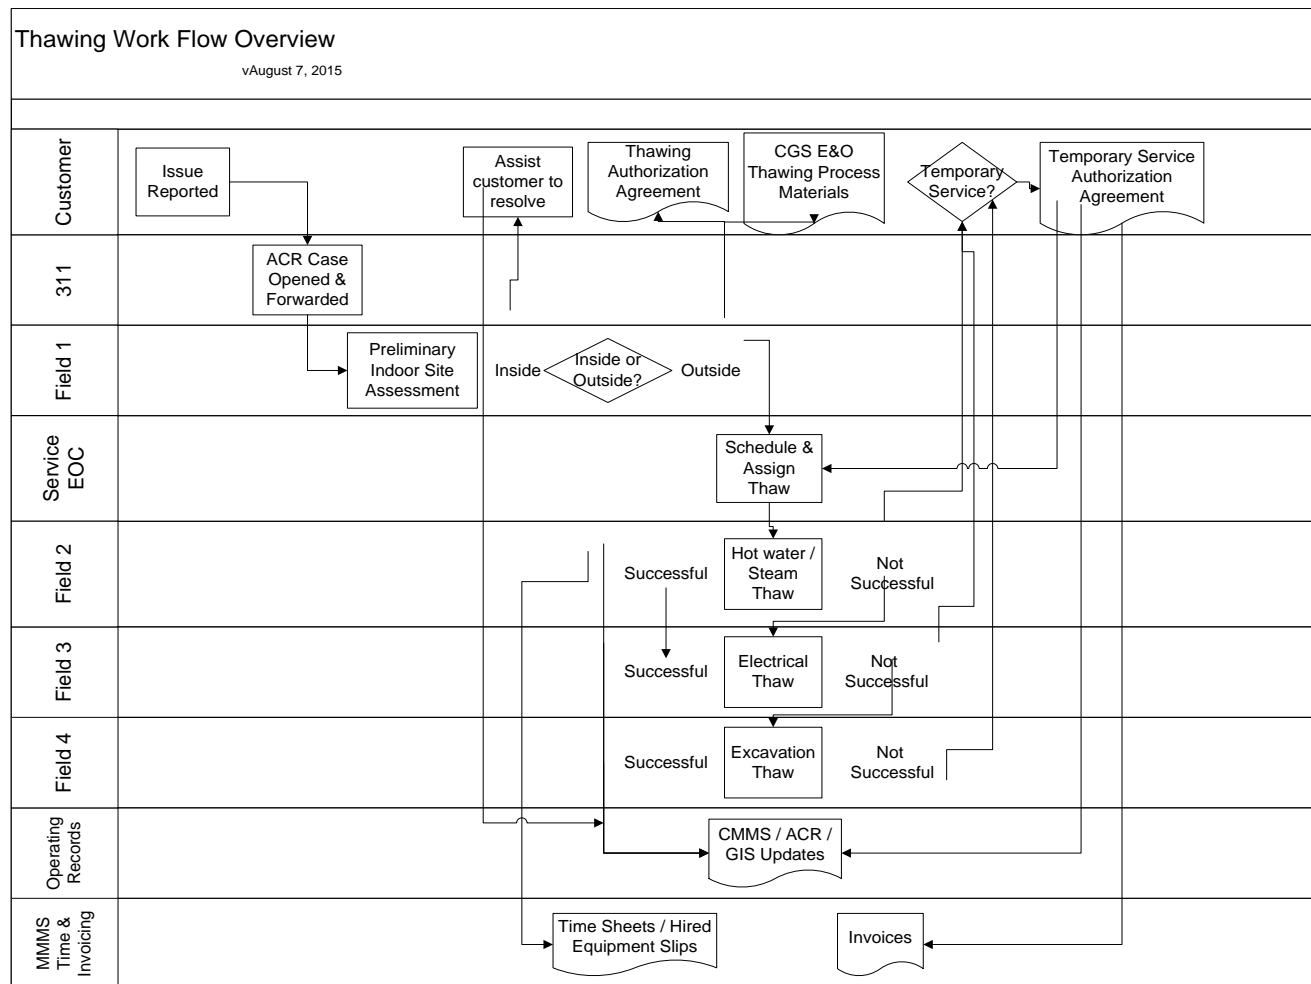 Thawing Work Flow Overview
vAugust 7, 2015
Customer
Issue
Reported
Assist
customer to
resolve
Thawing
Authorization
Agreement
CGS E&O
Thawing Process
Materials
Temporary
Service?
Temporary Service
Authorization
Agreement
311
ACR Case
Opened &
Forwarded
Field 1
Preliminary
Indoor Site
Assessment
Inside
Inside or
Outside?
Outside
Service
EOC
Schedule &
Assign
Thaw
Field 2
Successful
Hot water /
Steam
Thaw
Not
Successful
Field 3
Successful
Electrical
Thaw
Not
Successful
Field 4
Successful
Excavation
Thaw
Not
Successful
Operating
Records
CMMS / ACR /
GIS Updates
MMMS
Time &
Invoicing
Time Sheets / Hired
Equipment Slips
Invoices